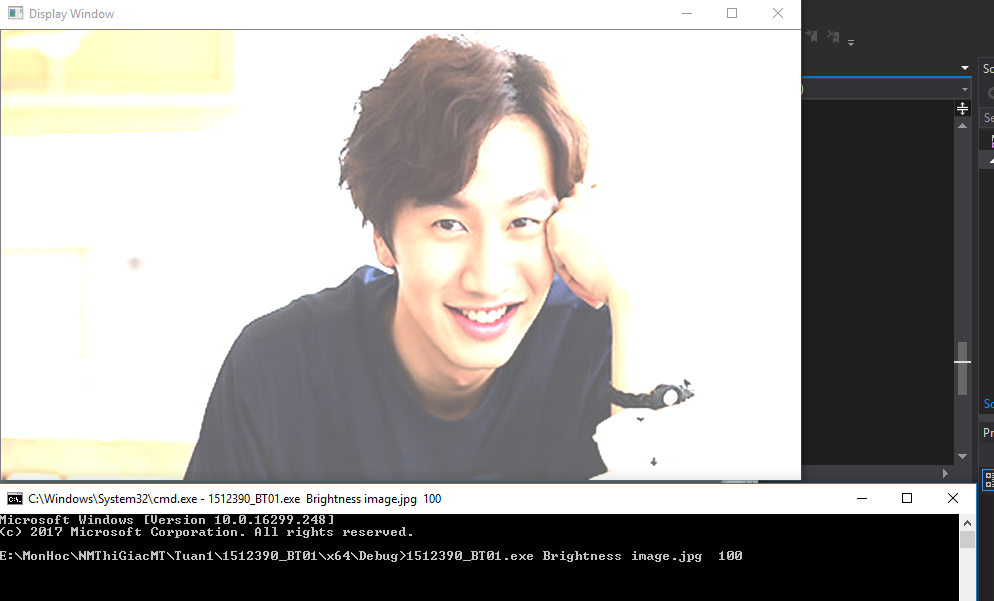 Display Window
)
So
Se
So
Pr
C:\Windows\System32\cmd.exe - 1512390_BT01.exe  Brightness image.jpg  100
Microsoft Windows [Version 10.0.16299.248]
(c) 2017 Microsoft Corporation. All rights reserved.
E:\MonHoc\NMThiGiacMT\Tuan1\1512390_BT01\x64\Debug>1512390_BT01.exe Brightness image.jpg  100